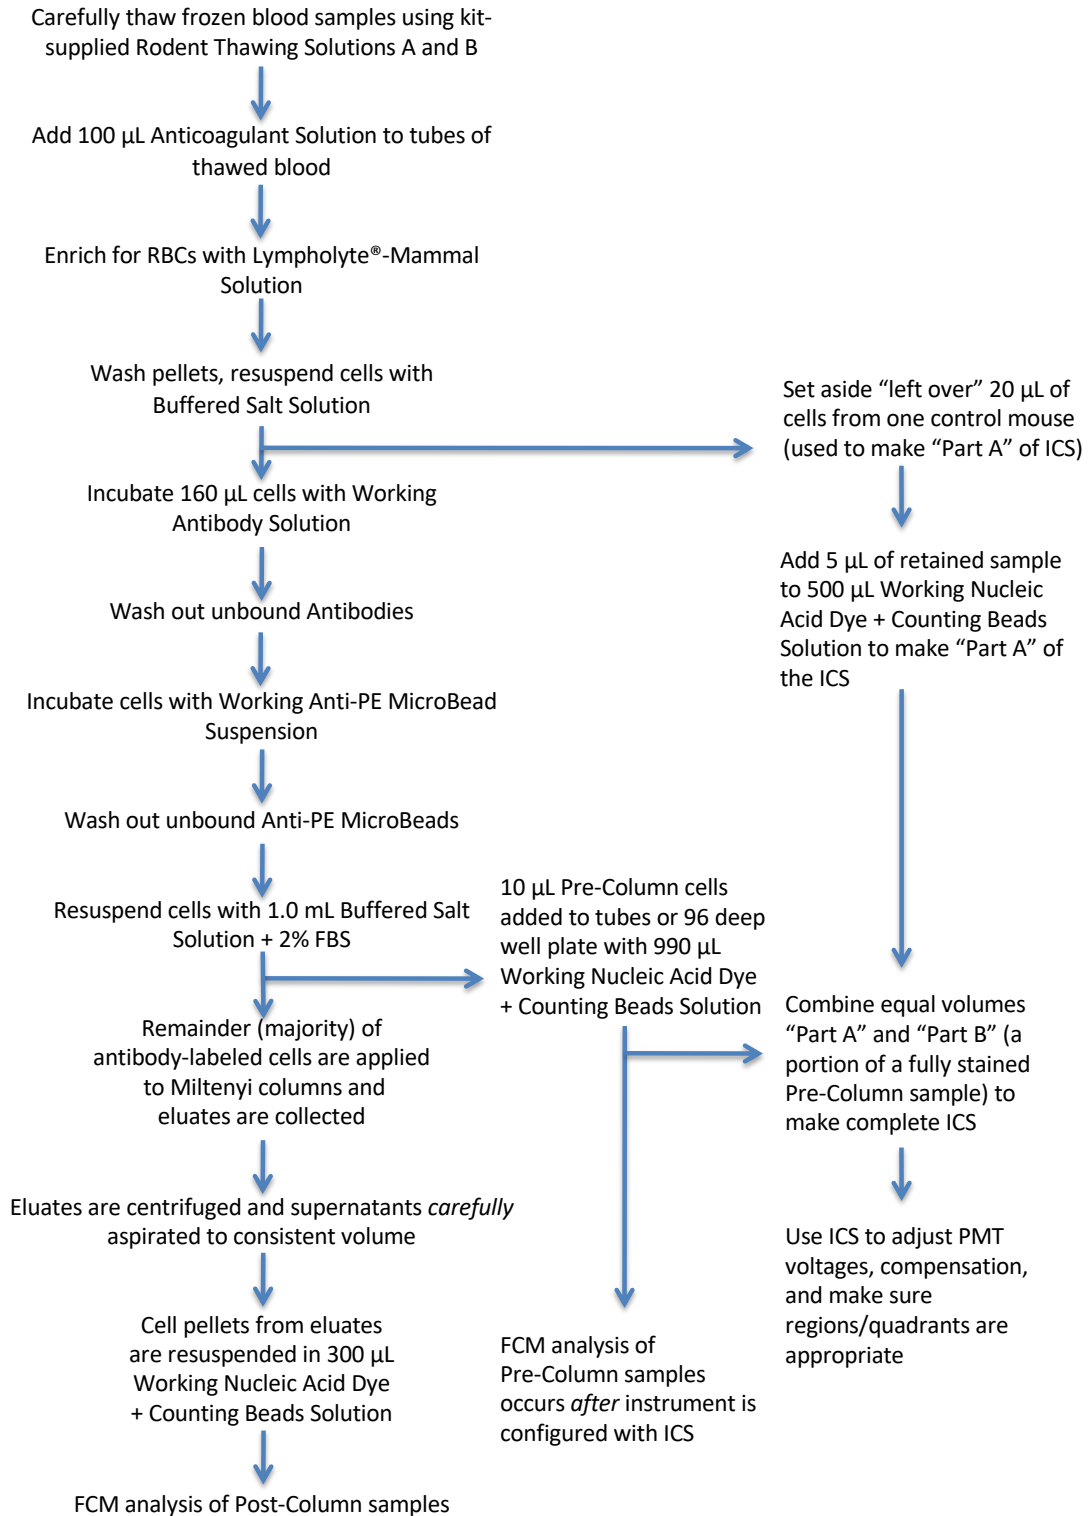 Carefully thaw frozen blood samples using kit-
supplied Rodent Thawing Solutions A and B
Add 100 µL Anticoagulant Solution to tubes of
thawed blood
Enrich for RBCs with Lympholyte®-Mammal
Solution
Wash pellets, resuspend cells with
Buffered Salt Solution
Set aside “left over” 20 µL of
cells from one control mouse
(used to make “Part A” of ICS)
Incubate 160 µL cells with Working
Antibody Solution
Add 5 µL of retained sample
to 500 µL Working Nucleic
Acid Dye + Counting Beads
Solution to make “Part A” of
the ICS
Wash out unbound Antibodies
Incubate cells with Working Anti-PE MicroBead
Suspension
Wash out unbound Anti-PE MicroBeads
Resuspend cells with 1.0 mL Buffered Salt
Solution + 2% FBS
10 µL Pre-Column cells
added to tubes or 96 deep
well plate with 990 µL
Working Nucleic Acid Dye
+ Counting Beads Solution
Remainder (majority) of
antibody-labeled cells are applied
to Miltenyi columns and
eluates are collected
Combine equal volumes
“Part A” and “Part B” (a
portion of a fully stained
Pre-Column sample) to
make complete ICS
Eluates are centrifuged and supernatants carefully
aspirated to consistent volume
Use ICS to adjust PMT
voltages, compensation,
and make sure
regions/quadrants are
appropriate
Cell pellets from eluates
are resuspended in 300 µL
Working Nucleic Acid Dye
+ Counting Beads Solution
FCM analysis of
Pre-Column samples
occurs after instrument is
configured with ICS
FCM analysis of Post-Column samples